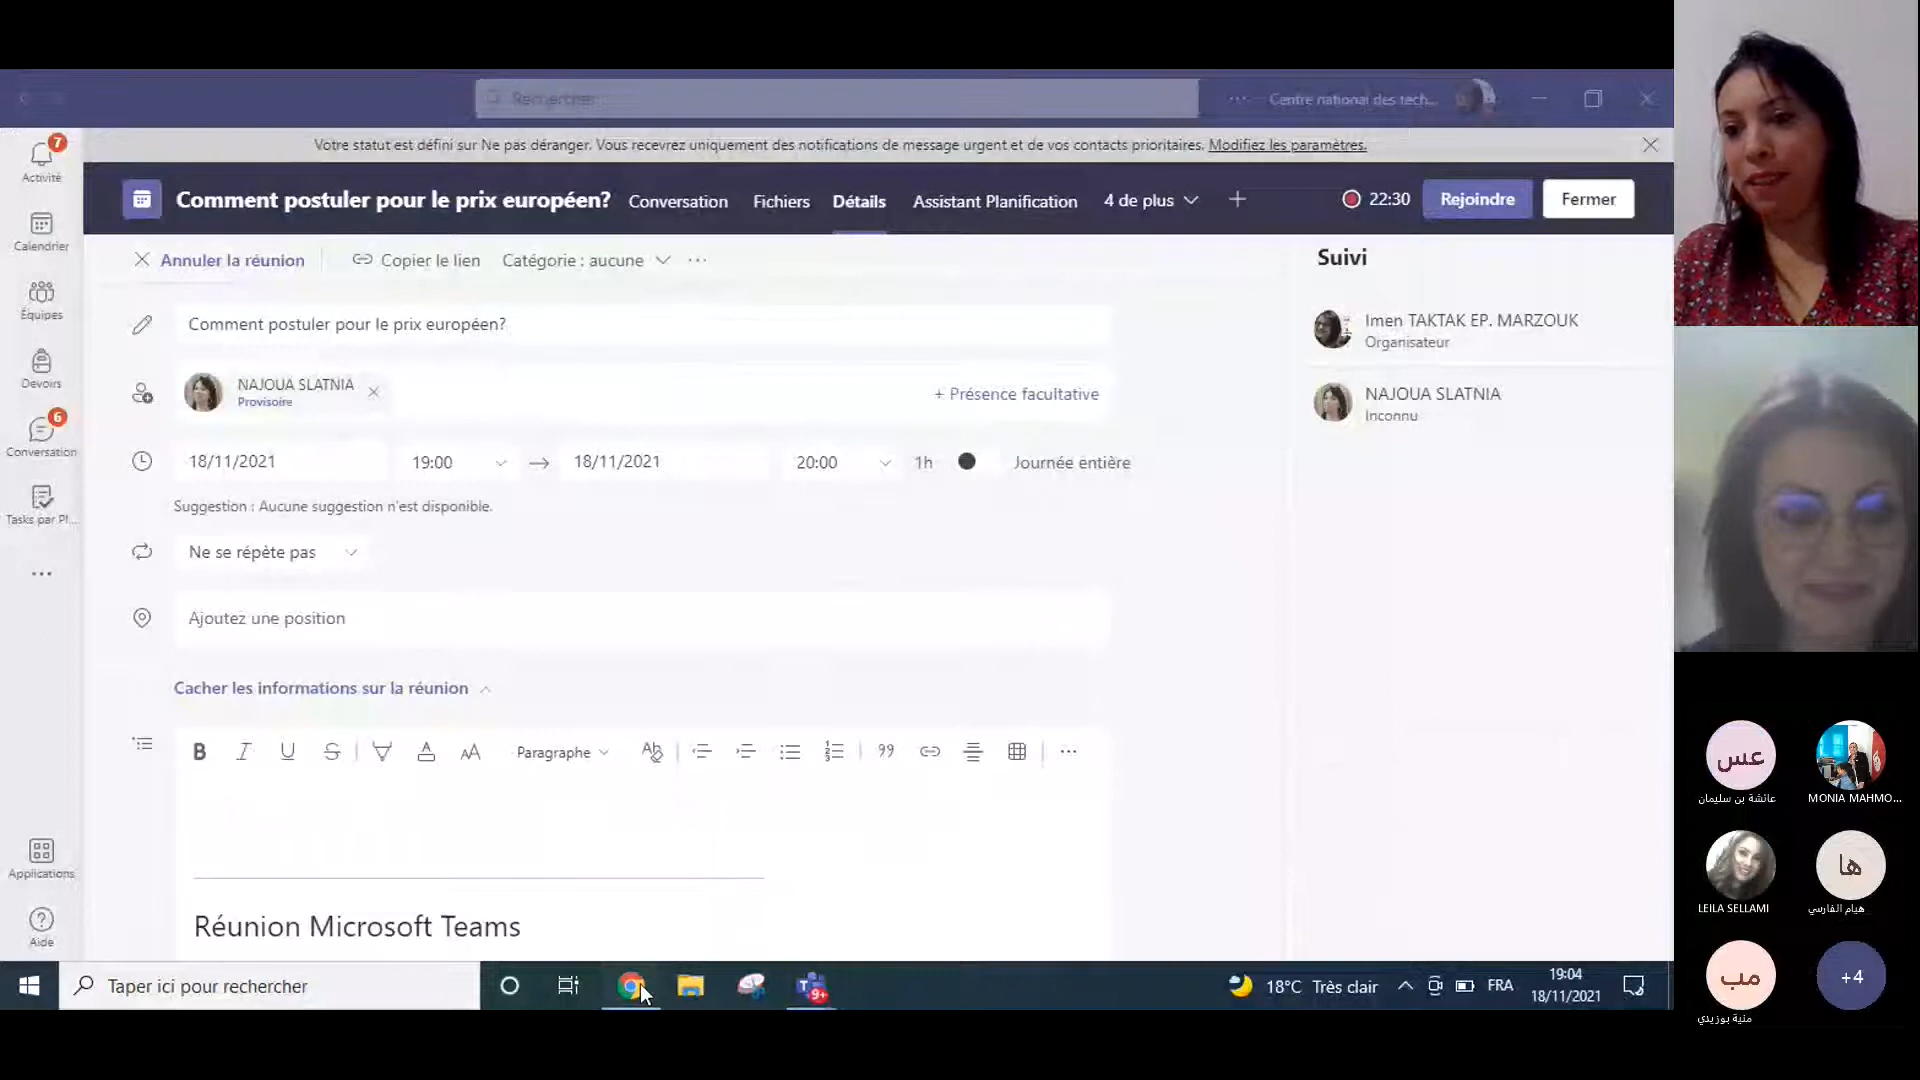 Rechercher
Centre national des tech...
Votre statut est défini sur Ne pas déranger. Vous recevrez uniquement des notifications de message urgent et de vos contacts prioritaires. Modifiez les paramètres.
7
Activité
Calendrier
Équipes
Devoirs
6
Conversation
Tasks par Pl...
Applications
Aide
Comment postuler pour le prix européen?
Conversation
Fichiers
Détails
Assistant Planification
4 de plus
22:30
Rejoindre
Fermer
Annuler la réunion
Copier le lien
Catégorie : aucune
Comment postuler pour le prix européen?
NAJOUA SLATNIA
Provisoire
+ Présence facultative
18/11/2021
19:00
18/11/2021
20:00
1h
Journée entière
Suggestion : Aucune suggestion n'est disponible.
Ne se répète pas
Ajoutez une position
Cacher les informations sur la réunion
Paragraphe
Réunion Microsoft Teams
Suivi
Imen TAKTAK EP. MARZOUK
Organisateur
NAJOUA SLATNIA
Inconnu
Taper ici pour rechercher
9+
18°C Très clair
FRA
19:04
18/11/2021
عس
عائشة بن سليمان
MONIA MAHMO...
LEILA SELLAMI
ها
هيام الفارسي
مب
منية بوزيدي
+4